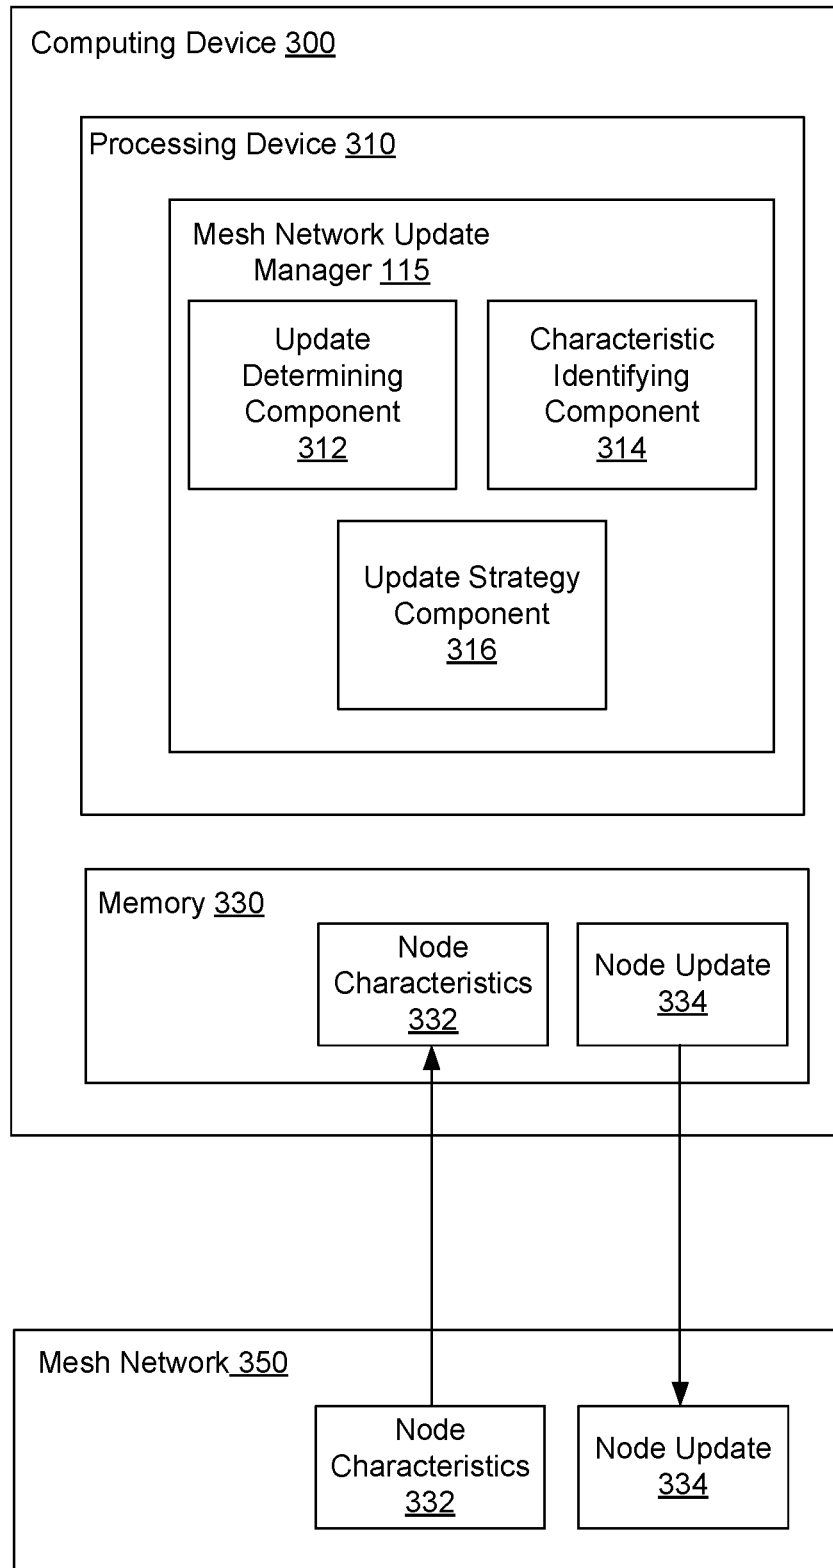 Computing Device 300
Processing Device 310
Mesh Network Update
Manager 115
Update
Determining
Component
312
Characteristic
Identifying
Component
314
Update Strategy
Component
316
Memory 330
Node
Characteristics
332
Node Update
334
Mesh Network 350
Node
Characteristics
332
Node Update
334